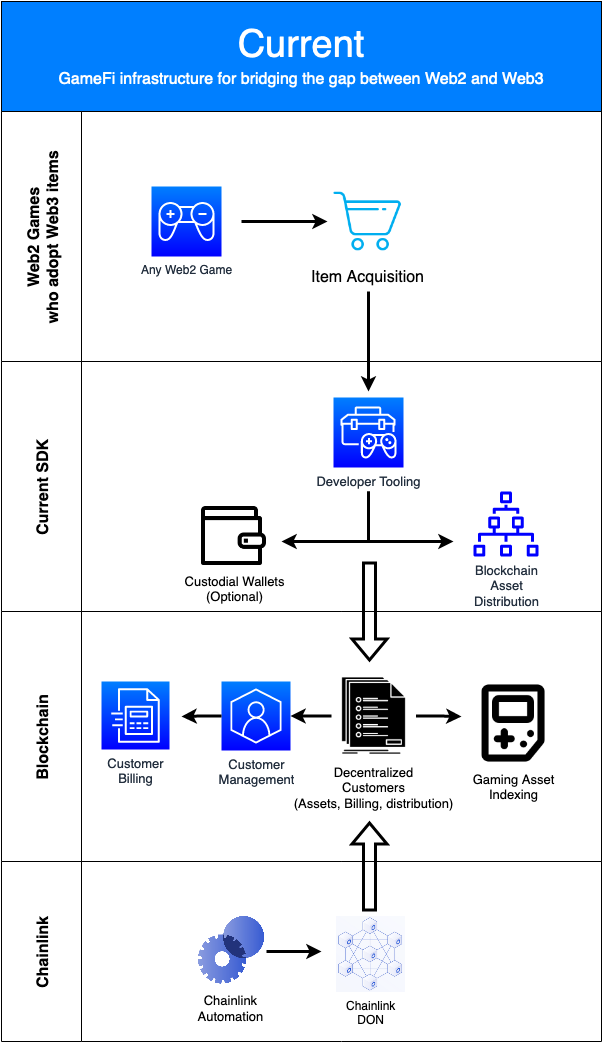 Current
GameFi infrastructure for bridging the gap between Web2 and Web3
Web2 Games
who adopt Web3 items
Any Web2 Game
Item Acquisition
Current SDK
Developer Tooling
Custodial Wallets
(Optional)
Blockchain
Asset
Distribution
Blockchain
Customer
Billing
Customer
Management
Decentralized
Customers
(Assets, Billing, distribution)
Gaming Asset
Indexing
Chainlink
Chainlink
Automation
Chainlink
DON